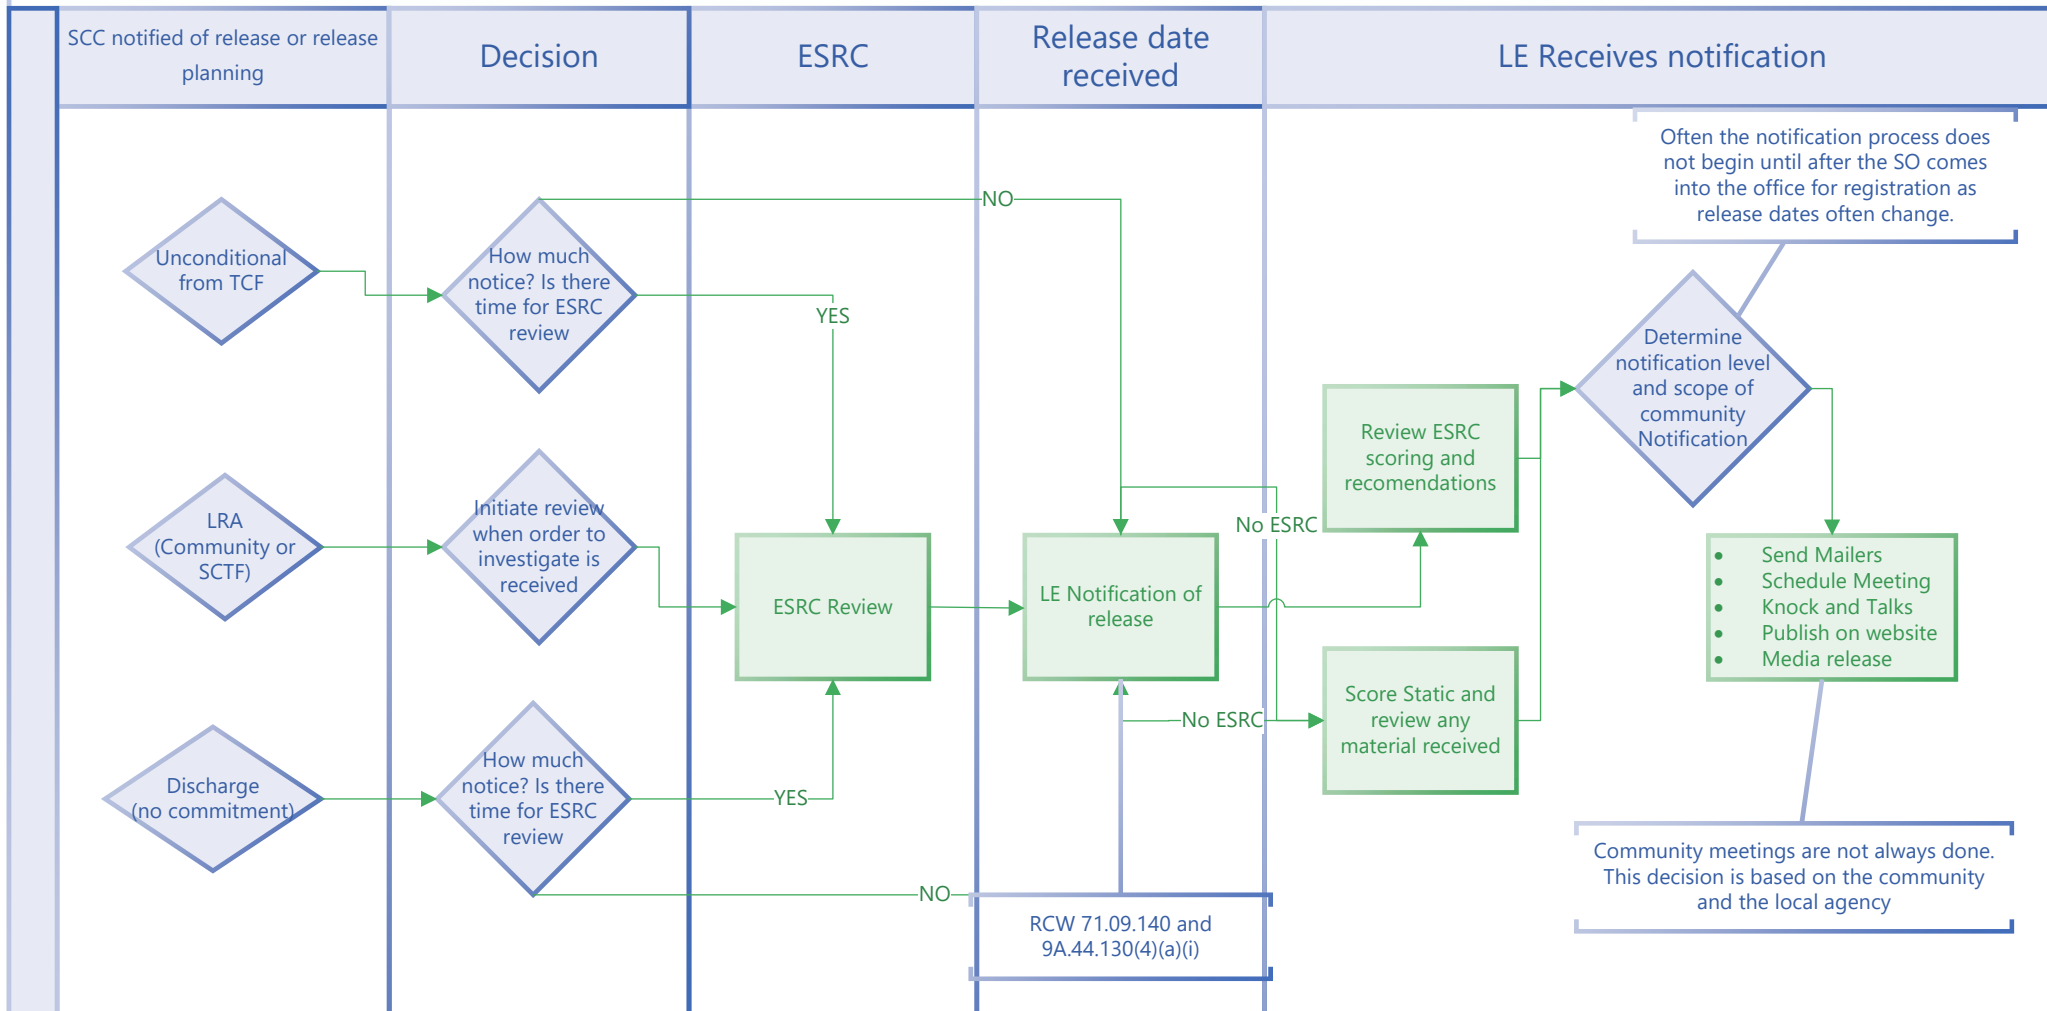 SCC notified of release or release
planning
Decision
ESRC
Release date
received
LE Receives notification
Often the notification process does
not begin until after the SO comes
into the office for registration as
release dates often change.
Unconditional
from TCF
How much
notice? Is there
time for ESRC
review
NO
YES
Determine
notification level
and scope of
community
Notification
LRA
(Community or
SCTF)
Initiate review
when order to
investigate is
received
ESRC Review
LE Notification of
release
No ESRC
Review ESRC
scoring and
recomendations
• Send Mailers
• Schedule Meeting
• Knock and Talks
• Publish on website
• Media release
Discharge
(no commitment)
How much
notice? Is there
time for ESRC
review
YES
NO
No ESRC
Score Static and
review any
material received
RCW 71.09.140 and
9A.44.130(4)(a)(i)
Community meetings are not always done.
This decision is based on the community
and the local agency